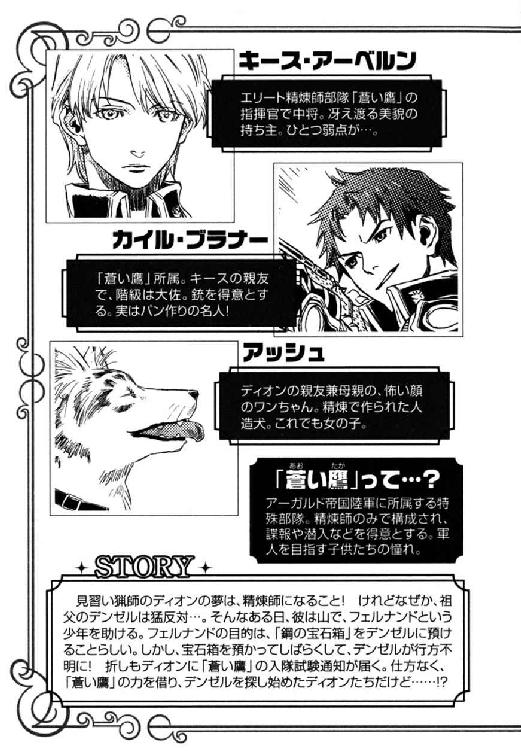 キース・アーベルン
エリート精煉師部隊「蒼い鷹」の
指揮官で中将。冴え渡る美貌の
持ち主。ひとつ弱点が…。
カイル・ブラナー
「蒼い鷹」所属。キースの親友
で、階級は大佐。銃を得意とす
る。実はパン作りの名人!
アッシュ
ディオンの親友兼母親の、怖い顔
のワンちゃん。精煉で作られた人
造犬。これでも女の子。
「蒼い鷹」って…?
あお たか
アーガルド帝国陸軍に所属する特
殊部隊。精煉師のみで構成され、
諜報や潜入などを得意とする。軍
人を目指す子供たちの憧れ。
STORY
見習い猟師のディオンの夢は、精煉師になること! けれどなぜか、祖
父のデンゼルは猛反対…。そんなある日、彼は山で、フェルナンドという
少年を助ける。フェルナンドの目的は、「鋼の宝石箱」をデンゼルに預け
ることらしい。しかし、宝石箱を預かってしばらくして、デンゼルが行方不
明に! 折しもディオンに「蒼い鷹」の入隊試験通知が届く。仕方なく、
「蒼い鷹」の力を借り、デンゼルを探し始めたディオンたちだけど……!?